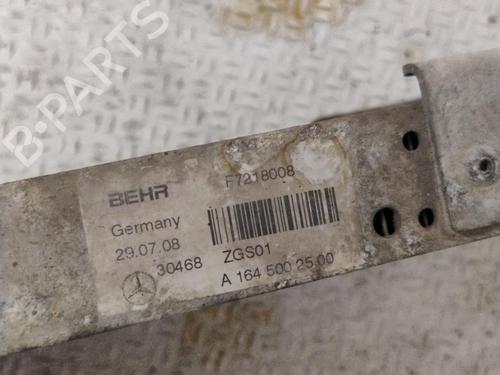 B-PARTS
BEHR
F7218008
Germany
29.07.08
30468
ZGS01
A 164 500 25 00